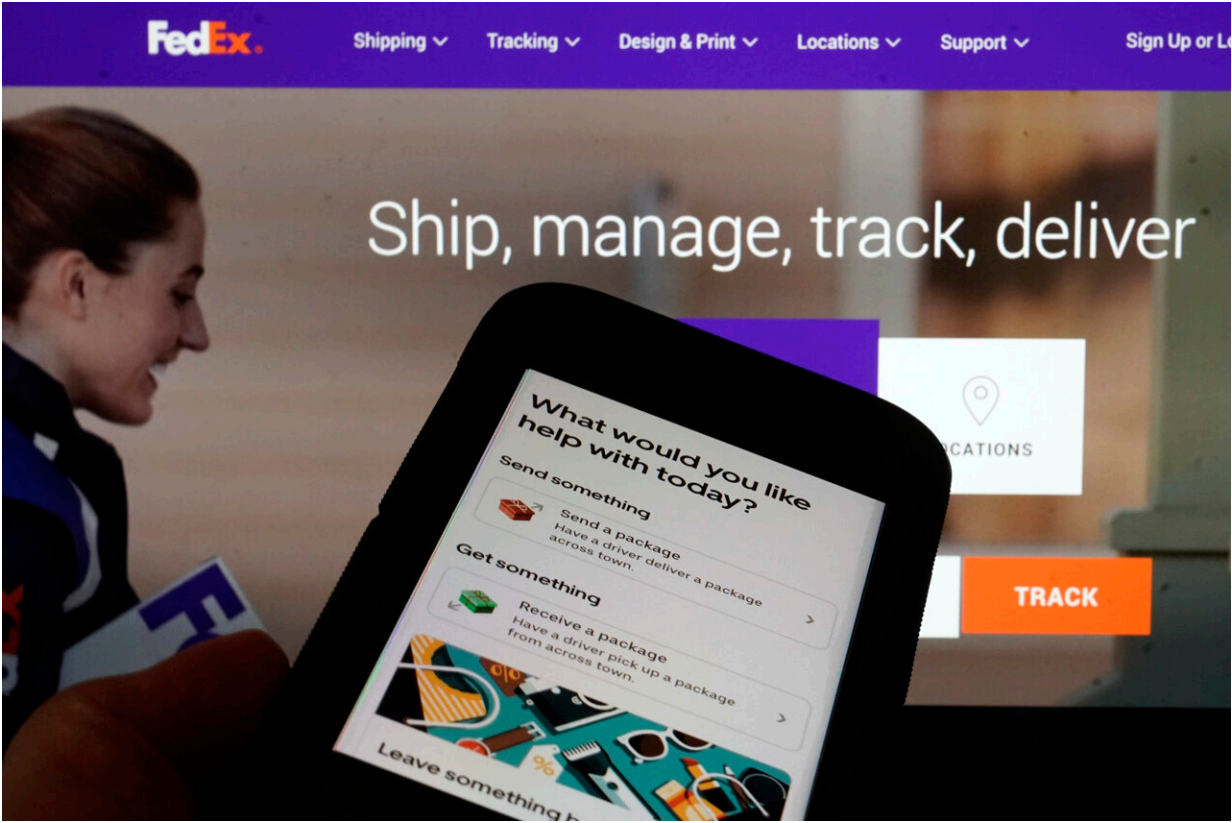 FedEx.
Shipping Tracking Design & Print Locations Support Sign Up or
Ship, manage, track, deliver
TRACK
What would you like
help with today?
Send something
Send a package
Have a driver deliver a package
across town.
Get something
Receive a package
Have a driver pick up a package
from across town.
%
%
Leave something